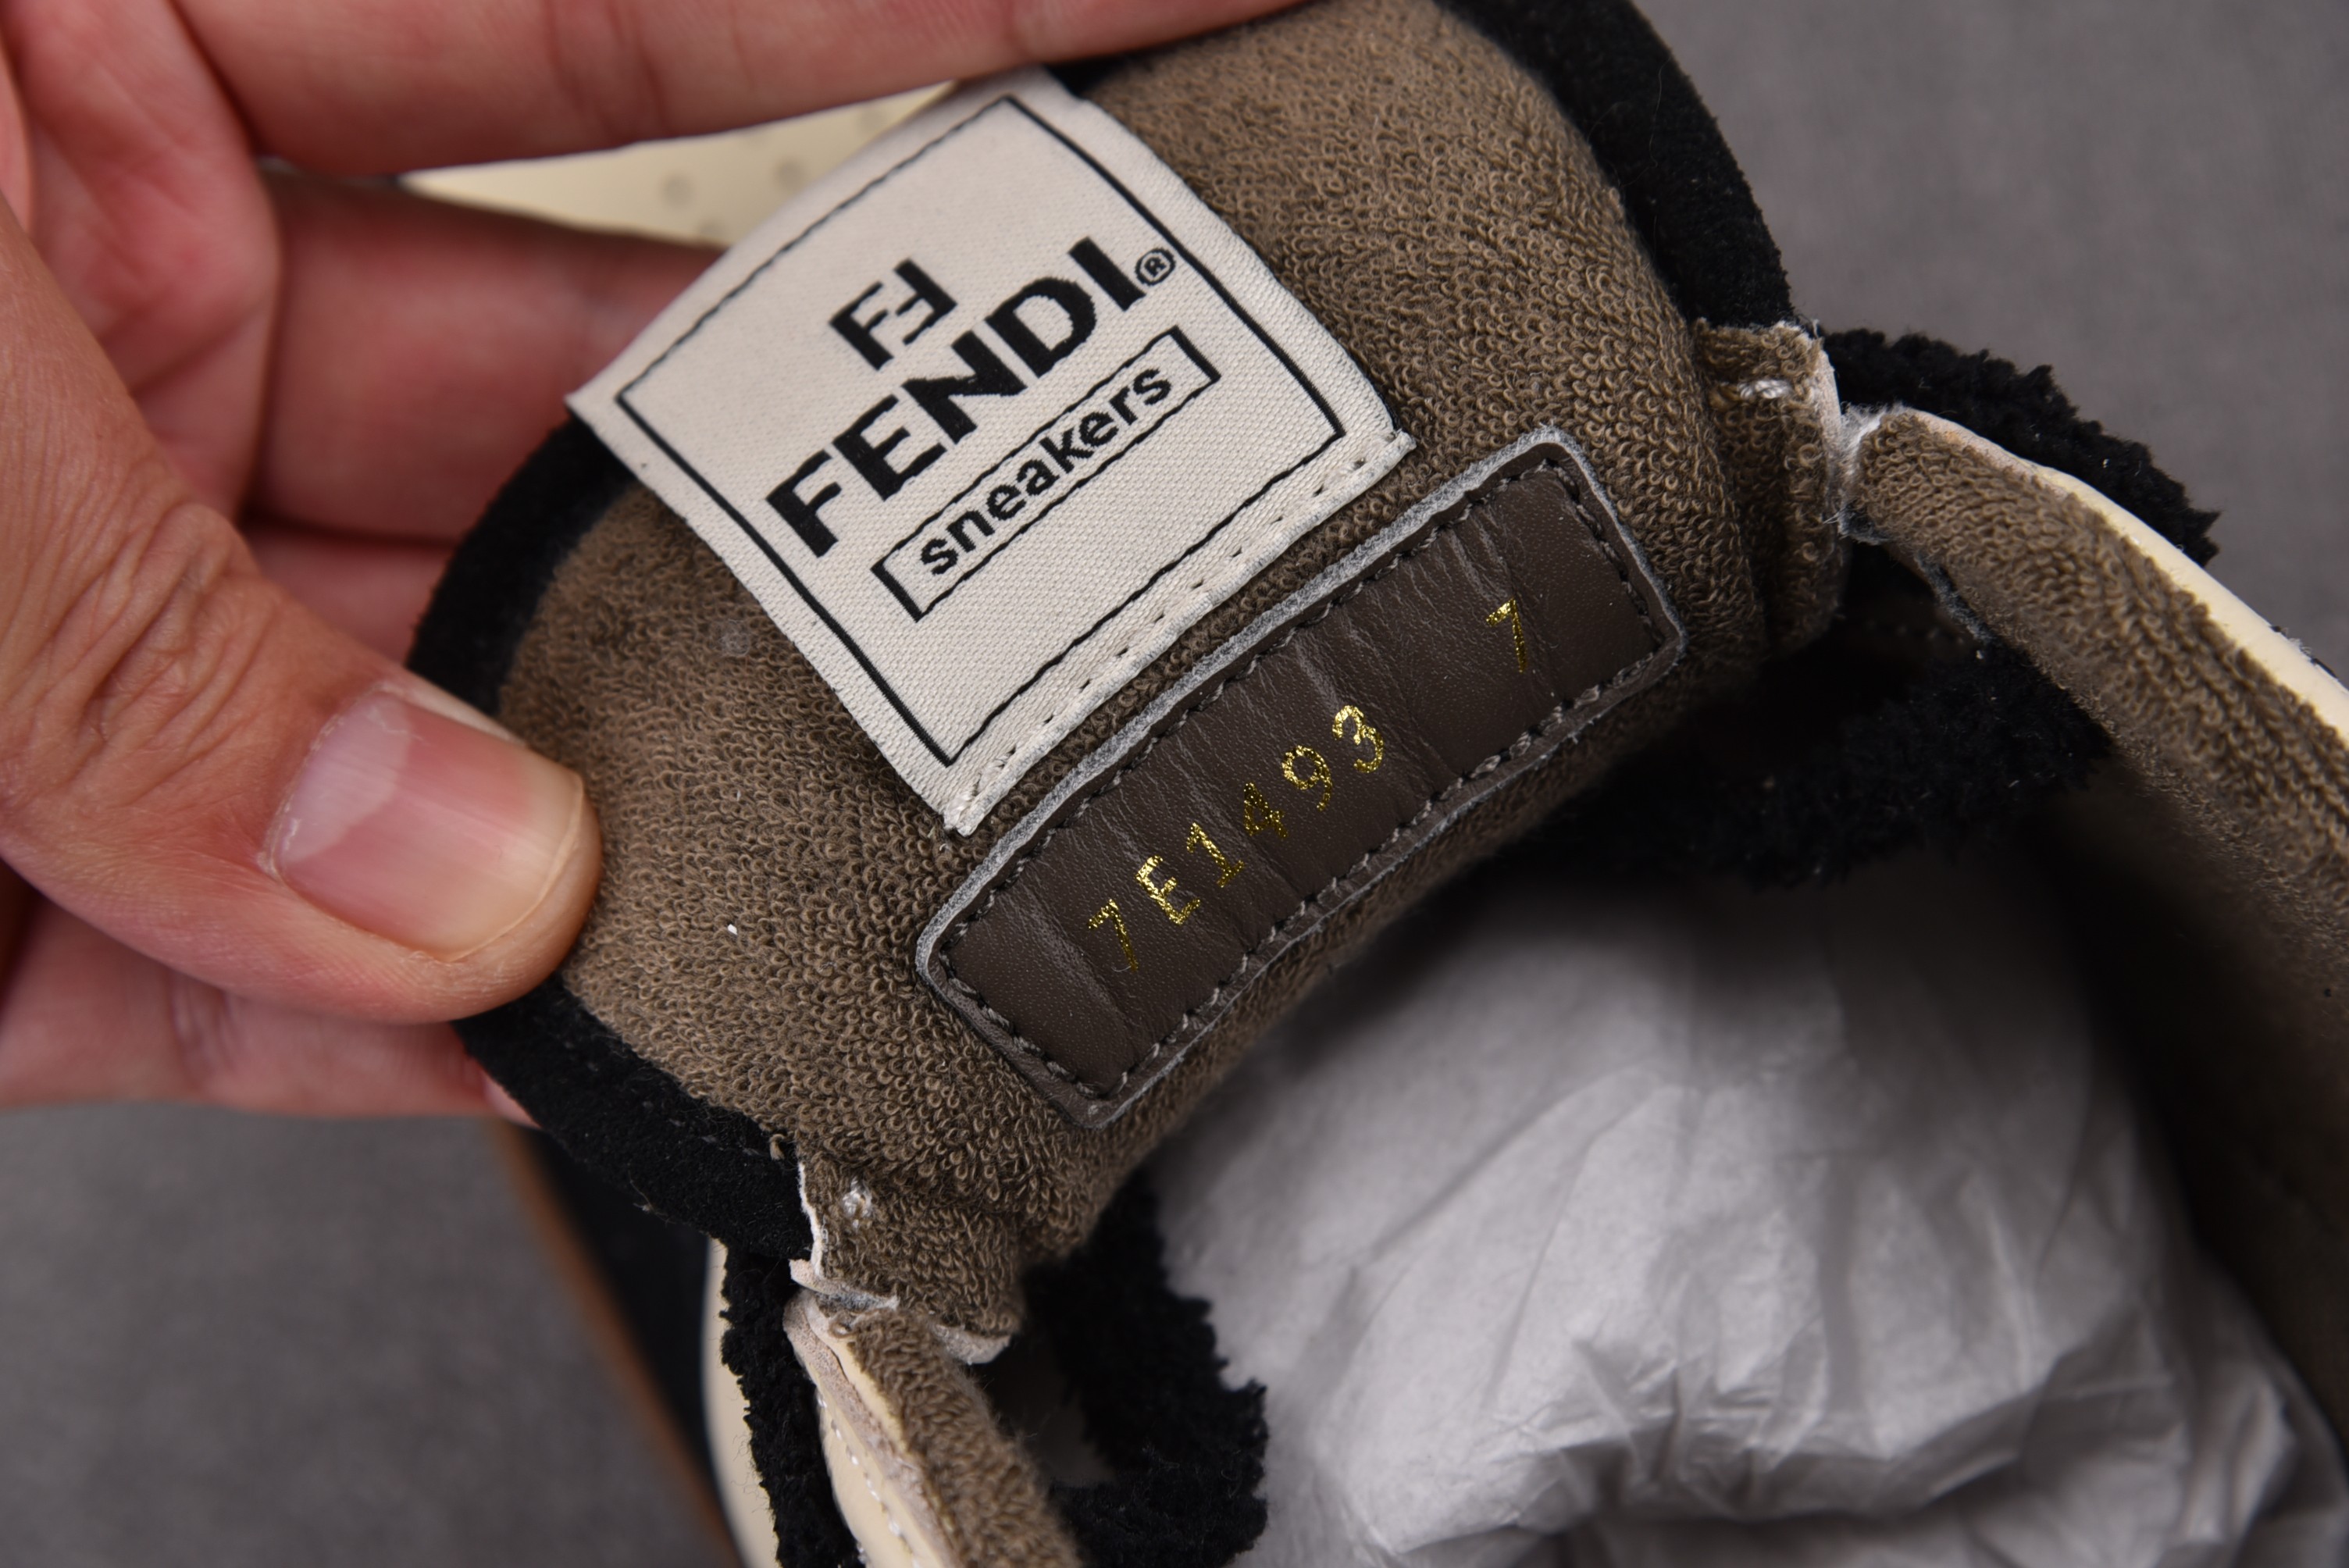 FF
FENDI®
sneakers
7E1493 7